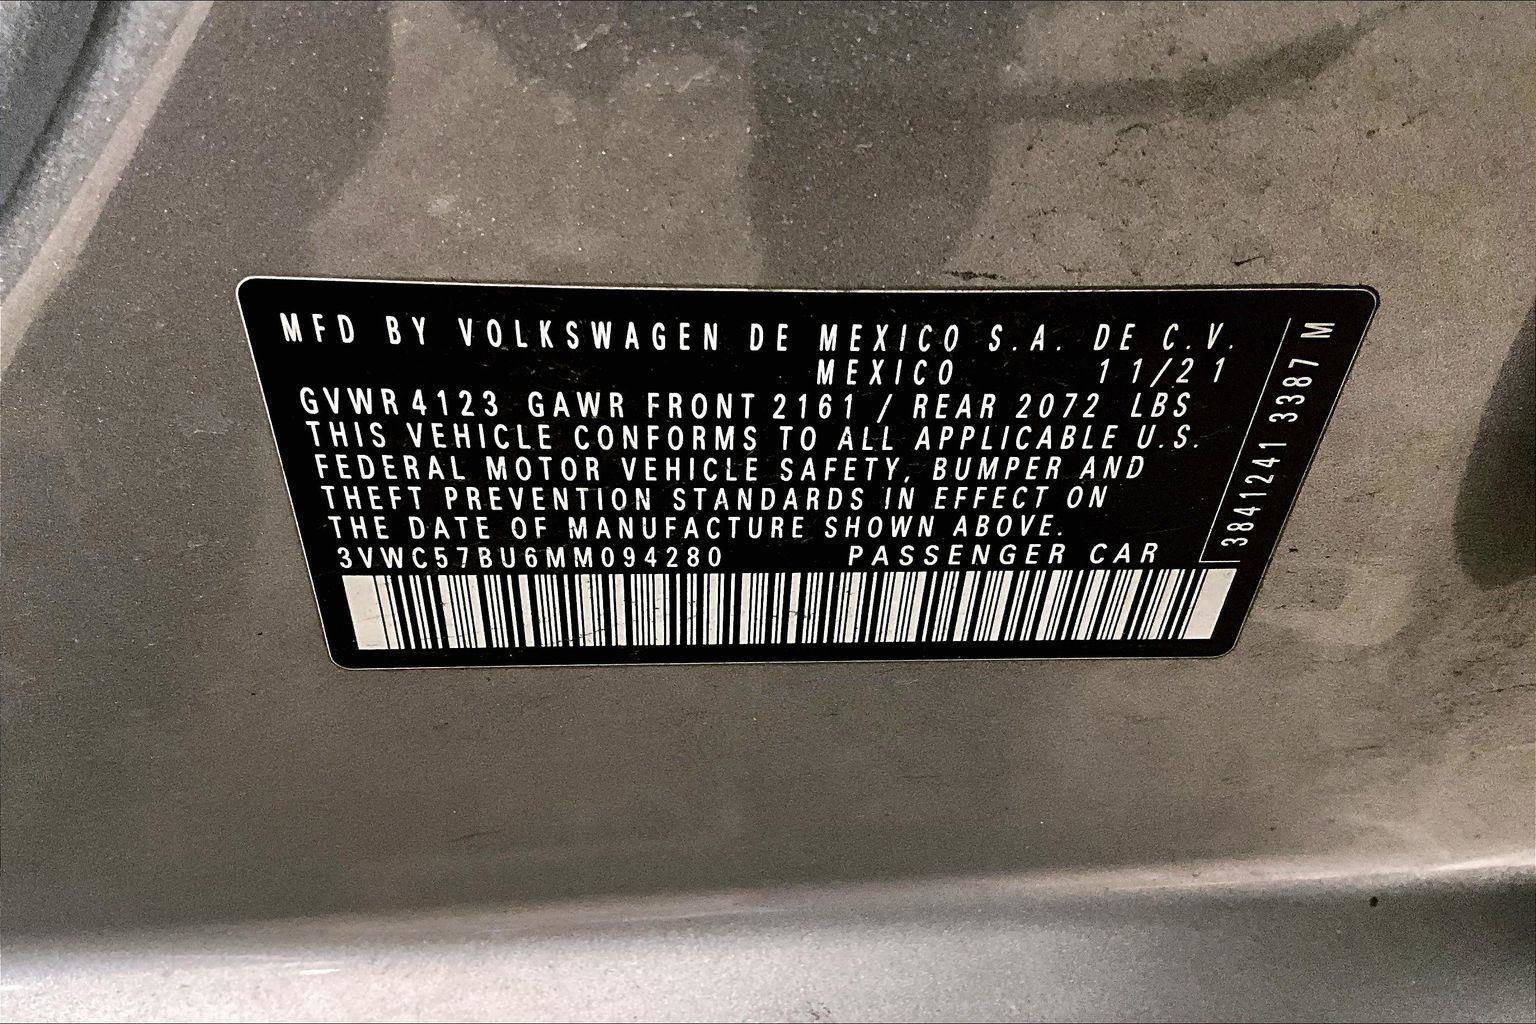 MFD BY VOLKSWAGEN DE MEXICO S.A. DE C.V.
MEXICO 11/21
GVWR 4123 GAWR FRONT 2161 / REAR 2072 LBS
THIS VEHICLE CONFORMS TO ALL APPLICABLE U.S.
FEDERAL MOTOR VEHICLE SAFETY, BUMPER AND
THEFT PREVENTION STANDARDS IN EFFECT ON
THE DATE OF MANUFACTURE SHOWN ABOVE.
3VWC57BU6MM094280 PASSENGER CAR
3841241 3387 M